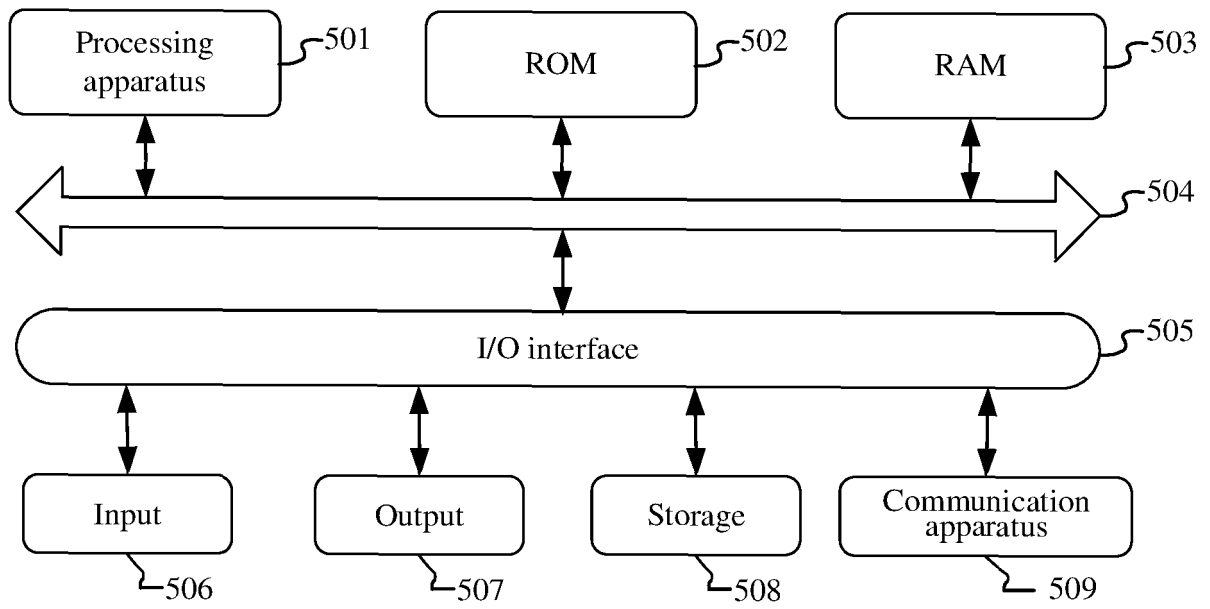 Processing
apparatus
501
ROM
502
RAM
503
504
I/O interface
505
Input
506
Output
507
Storage
508
Communication
apparatus
509